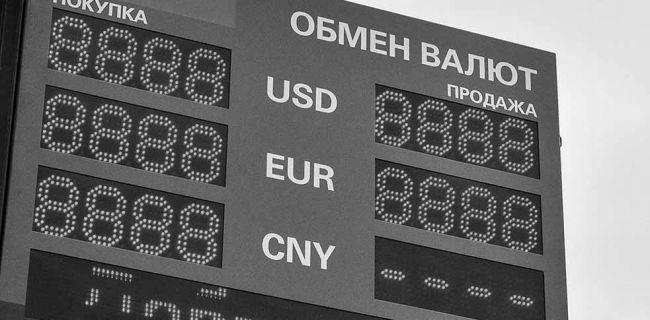 ОБМЕН ВАЛЮТ
ПОКУПКА
ПРОДАЖА
8888 USD 8888
8888 EUR 8888
8888 CNY ----